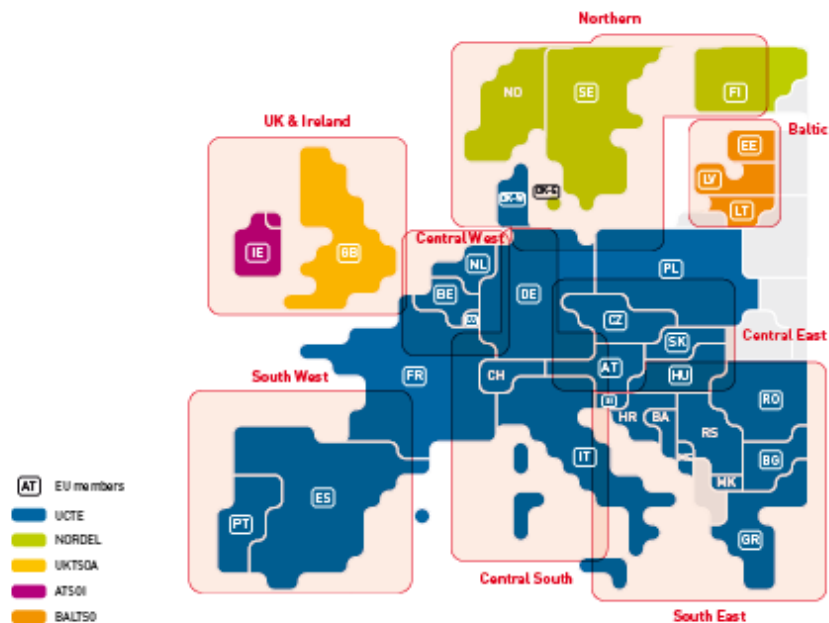 Northern
NO
SE
FI
UK & Ireland
Baltic
EE
LV
LT
DK-W
IE
GB
Central West
NL
PL
BE
DE
CZ
Central East
SK
South West
FR
CH
AT
HU
RO
HR
BA
RS
IT
BG
MK
AT
EU members
ES
PT
UCTE
GR
NORDEL
UKTSOA
Central South
ATSOI
BALTSO
South East